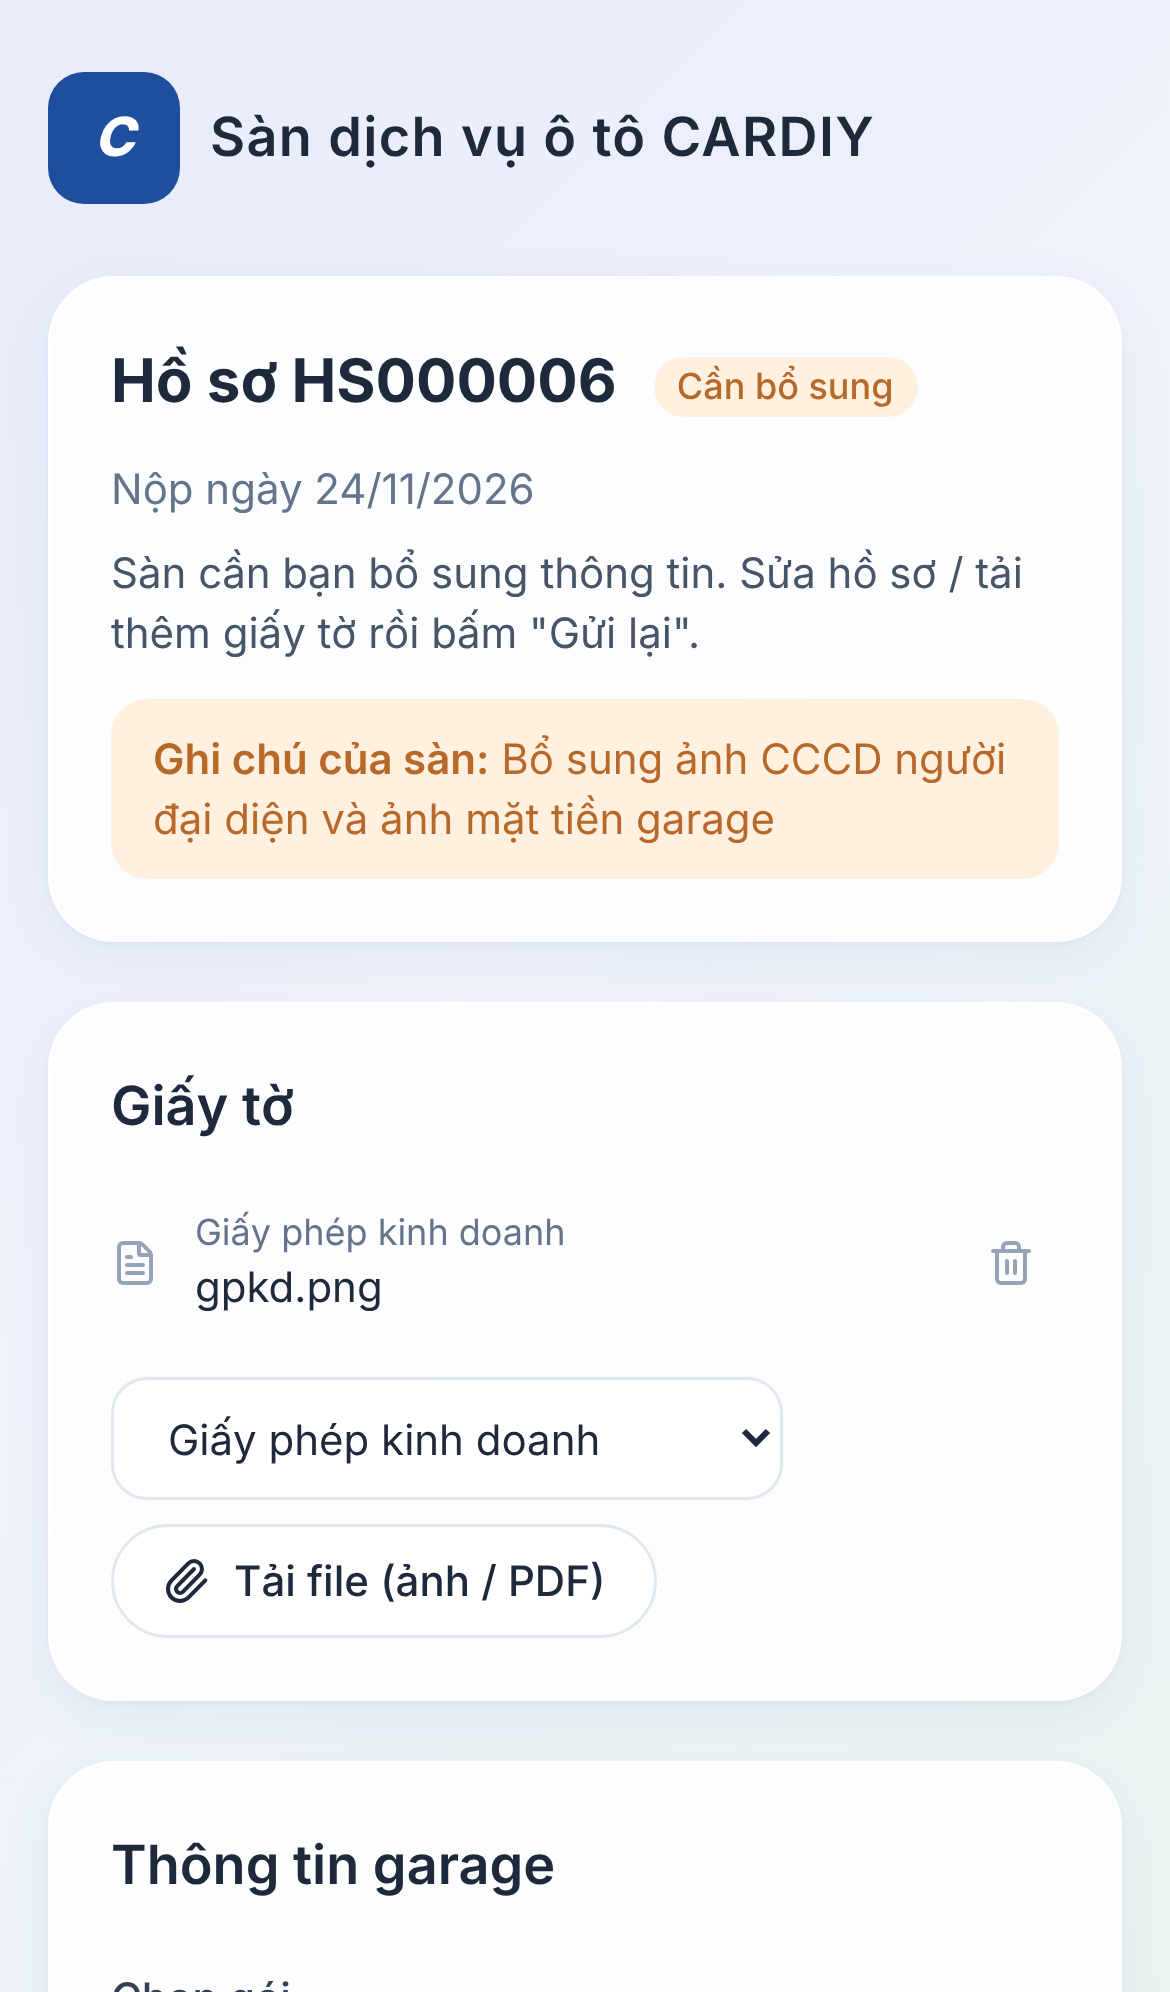 C
Sàn dịch vụ ô tô CARDIY
Hồ sơ HS000006
Cần bổ sung
Nộp ngày 24/11/2026
Sàn cần bạn bổ sung thông tin. Sửa hồ sơ / tải
thêm giấy tờ rồi bấm "Gửi lại".
Ghi chú của sàn: Bổ sung ảnh CCCD người
đại diện và ảnh mặt tiền garage
Giấy tờ
Giấy phép kinh doanh
gpkd.png
Giấy phép kinh doanh
Tải file (ảnh / PDF)
Thông tin garage